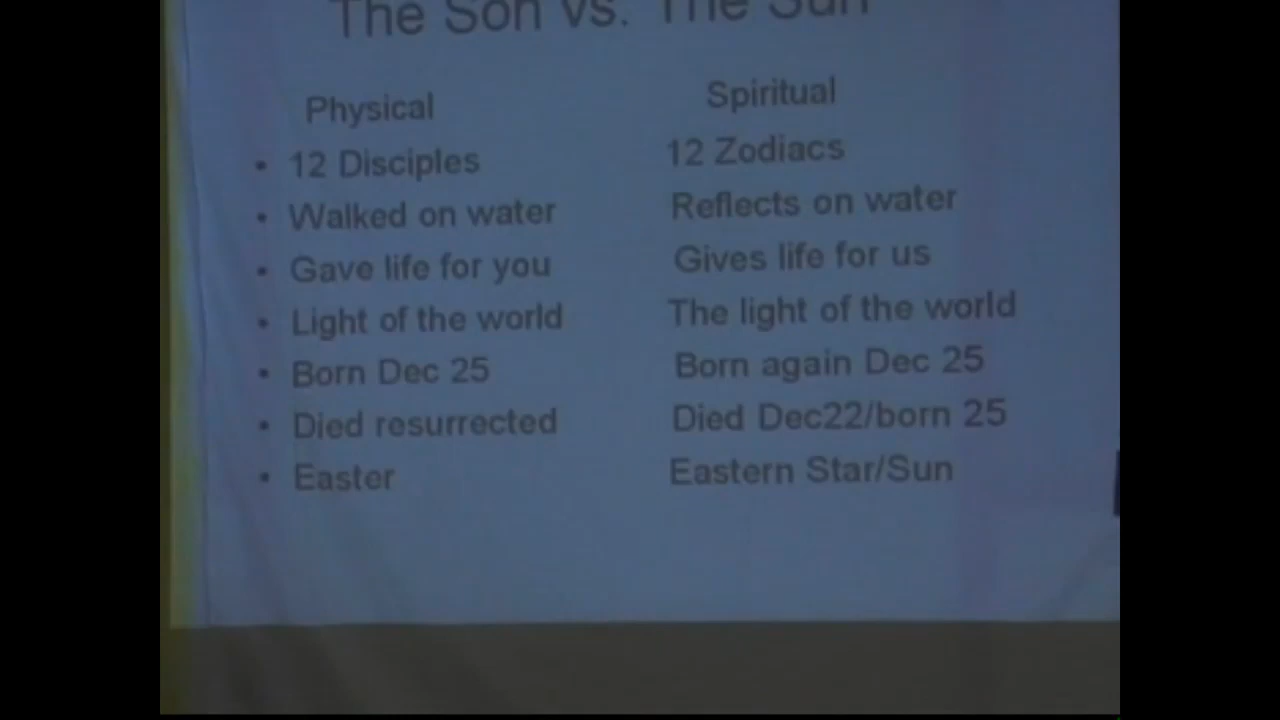 The Son vs. The Sun
Physical Spiritual
• 12 Disciples 12 Zodiacs
• Walked on water Reflects on water
• Gave life for you Gives life for us
• Light of the world The light of the world
• Born Dec 25 Born again Dec 25
• Died resurrected Died Dec22/born 25
• Easter Eastern Star/Sun